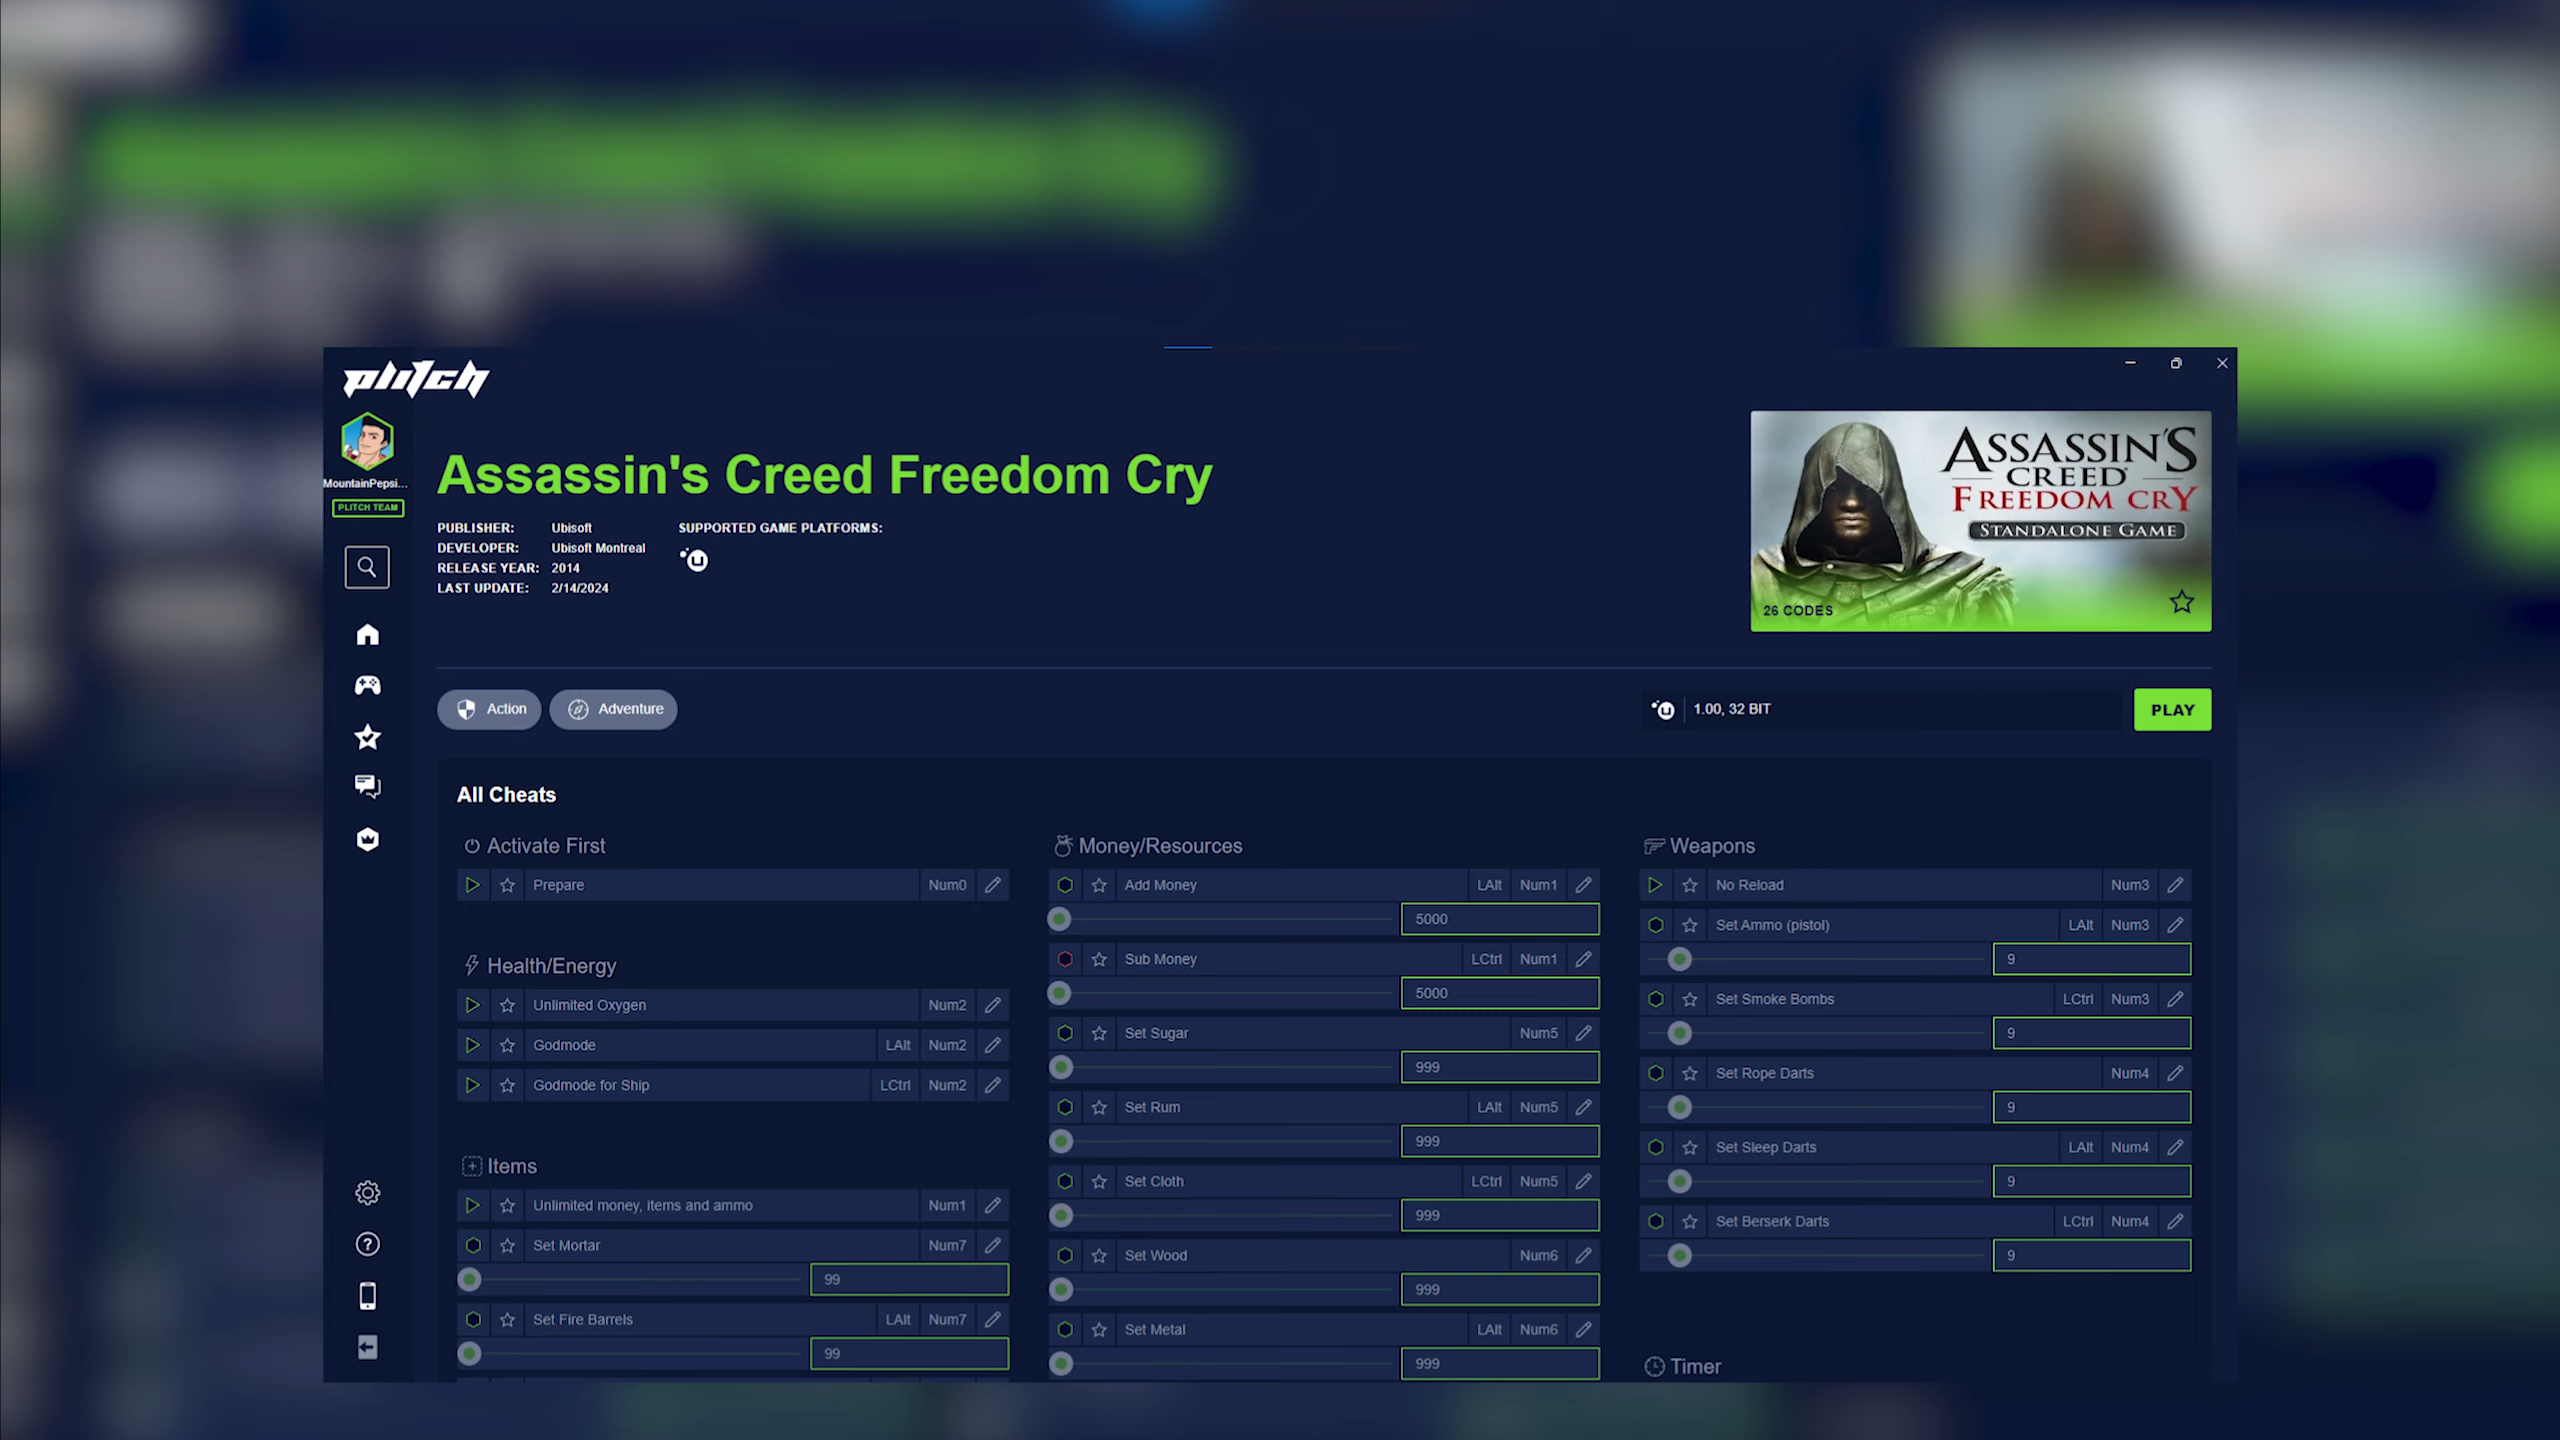 plitch
MountainPepsi...
PLITCH TEAM
Assassin's Creed Freedom Cry
PUBLISHER: Ubisoft
DEVELOPER: Ubisoft Montreal
RELEASE YEAR: 2014
LAST UPDATE: 2/14/2024
SUPPORTED GAME PLATFORMS:
ASSASSIN'S
CREED
FREEDOM CRY
STANDALONE GAME
26 CODES
Action
Adventure
1.00, 32 BIT
PLAY
All Cheats
Activate First
Prepare Num0
Health/Energy
Unlimited Oxygen Num2
Godmode LAlt Num2
Godmode for Ship LCtrl Num2
Items
Unlimited money, items and ammo Num1
Set Mortar Num7
99
Set Fire Barrels LAlt Num7
99
Money/Resources
Add Money LAlt Num1
5000
Sub Money LCtrl Num1
5000
Set Sugar Num5
999
Set Rum LAlt Num5
999
Set Cloth LCtrl Num5
999
Set Wood Num6
999
Set Metal LAlt Num6
999
Weapons
No Reload Num3
Set Ammo (pistol) LAlt Num3
9
Set Smoke Bombs LCtrl Num3
9
Set Rope Darts Num4
9
Set Sleep Darts LAlt Num4
9
Set Berserk Darts LCtrl Num4
9
Timer